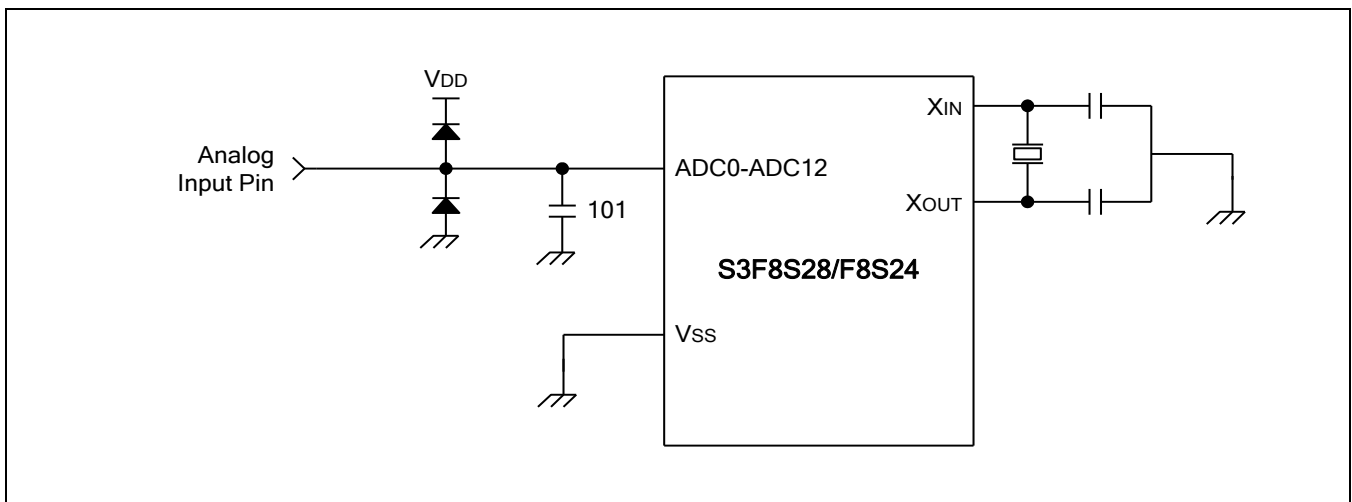 VDD
Analog
Input Pin
ADC0-ADC12
101
XIN
XOUT
S3F8S28/F8S24
VSS